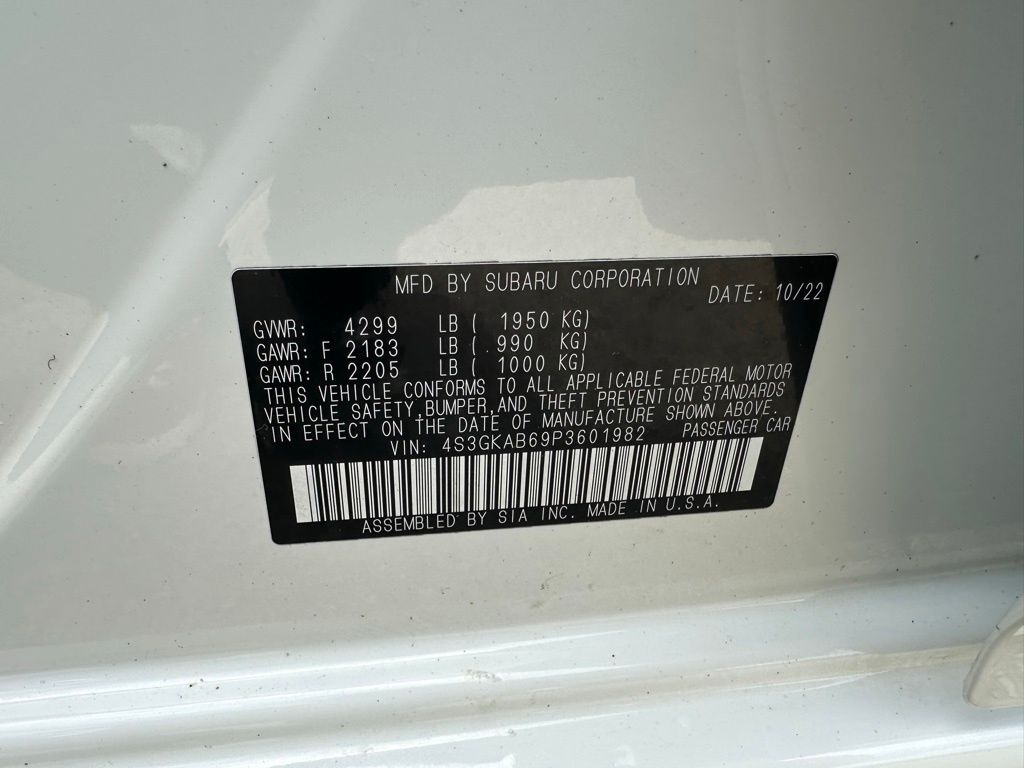 MFD BY SUBARU CORPORATION
DATE: 10/22
GVWR: 4299 LB ( 1950 KG)
GAWR: F 2183 LB ( 990 KG)
GAWR: R 2205 LB ( 1000 KG)
THIS VEHICLE CONFORMS TO ALL APPLICABLE FEDERAL MOTOR
VEHICLE SAFETY, BUMPER, AND THEFT PREVENTION STANDARDS
IN EFFECT ON THE DATE OF MANUFACTURE SHOWN ABOVE.
VIN: 4S3GKAB69P3601982 PASSENGER CAR
ASSEMBLED BY SIA INC. MADE IN U.S.A.